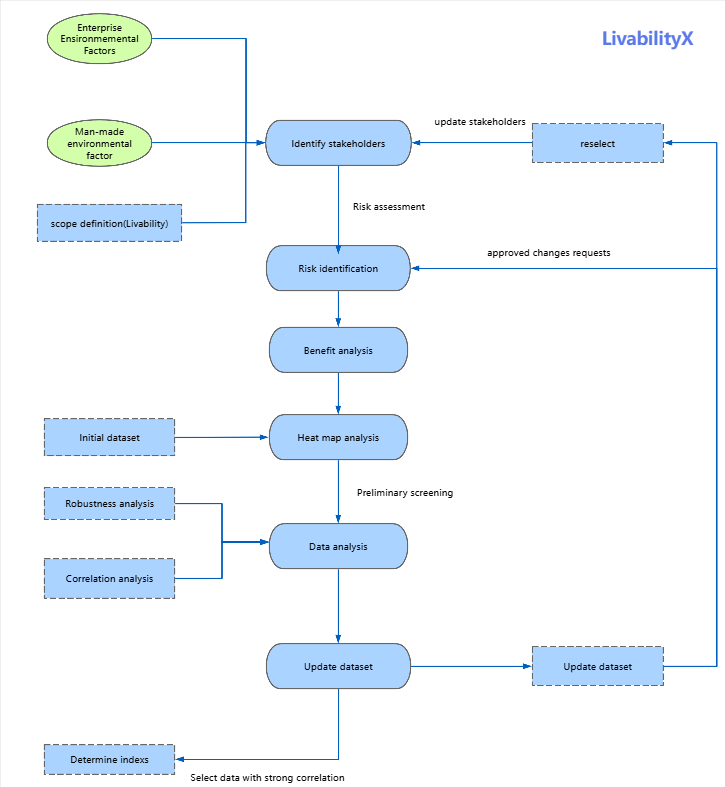 Enterprise
Ensironmemental
Factors
LivabilityX
Man-made
environmental
factor
update stakeholders
Identify stakeholders
reselect
Risk assessment
scope definition(Livability)
approved changes requests
Risk identification
Benefit analysis
Initial dataset
Heat map analysis
Preliminary screening
Robustness analysis
Data analysis
Correlation analysis
Update dataset
Update dataset
Determine indexs
Select data with strong correlation